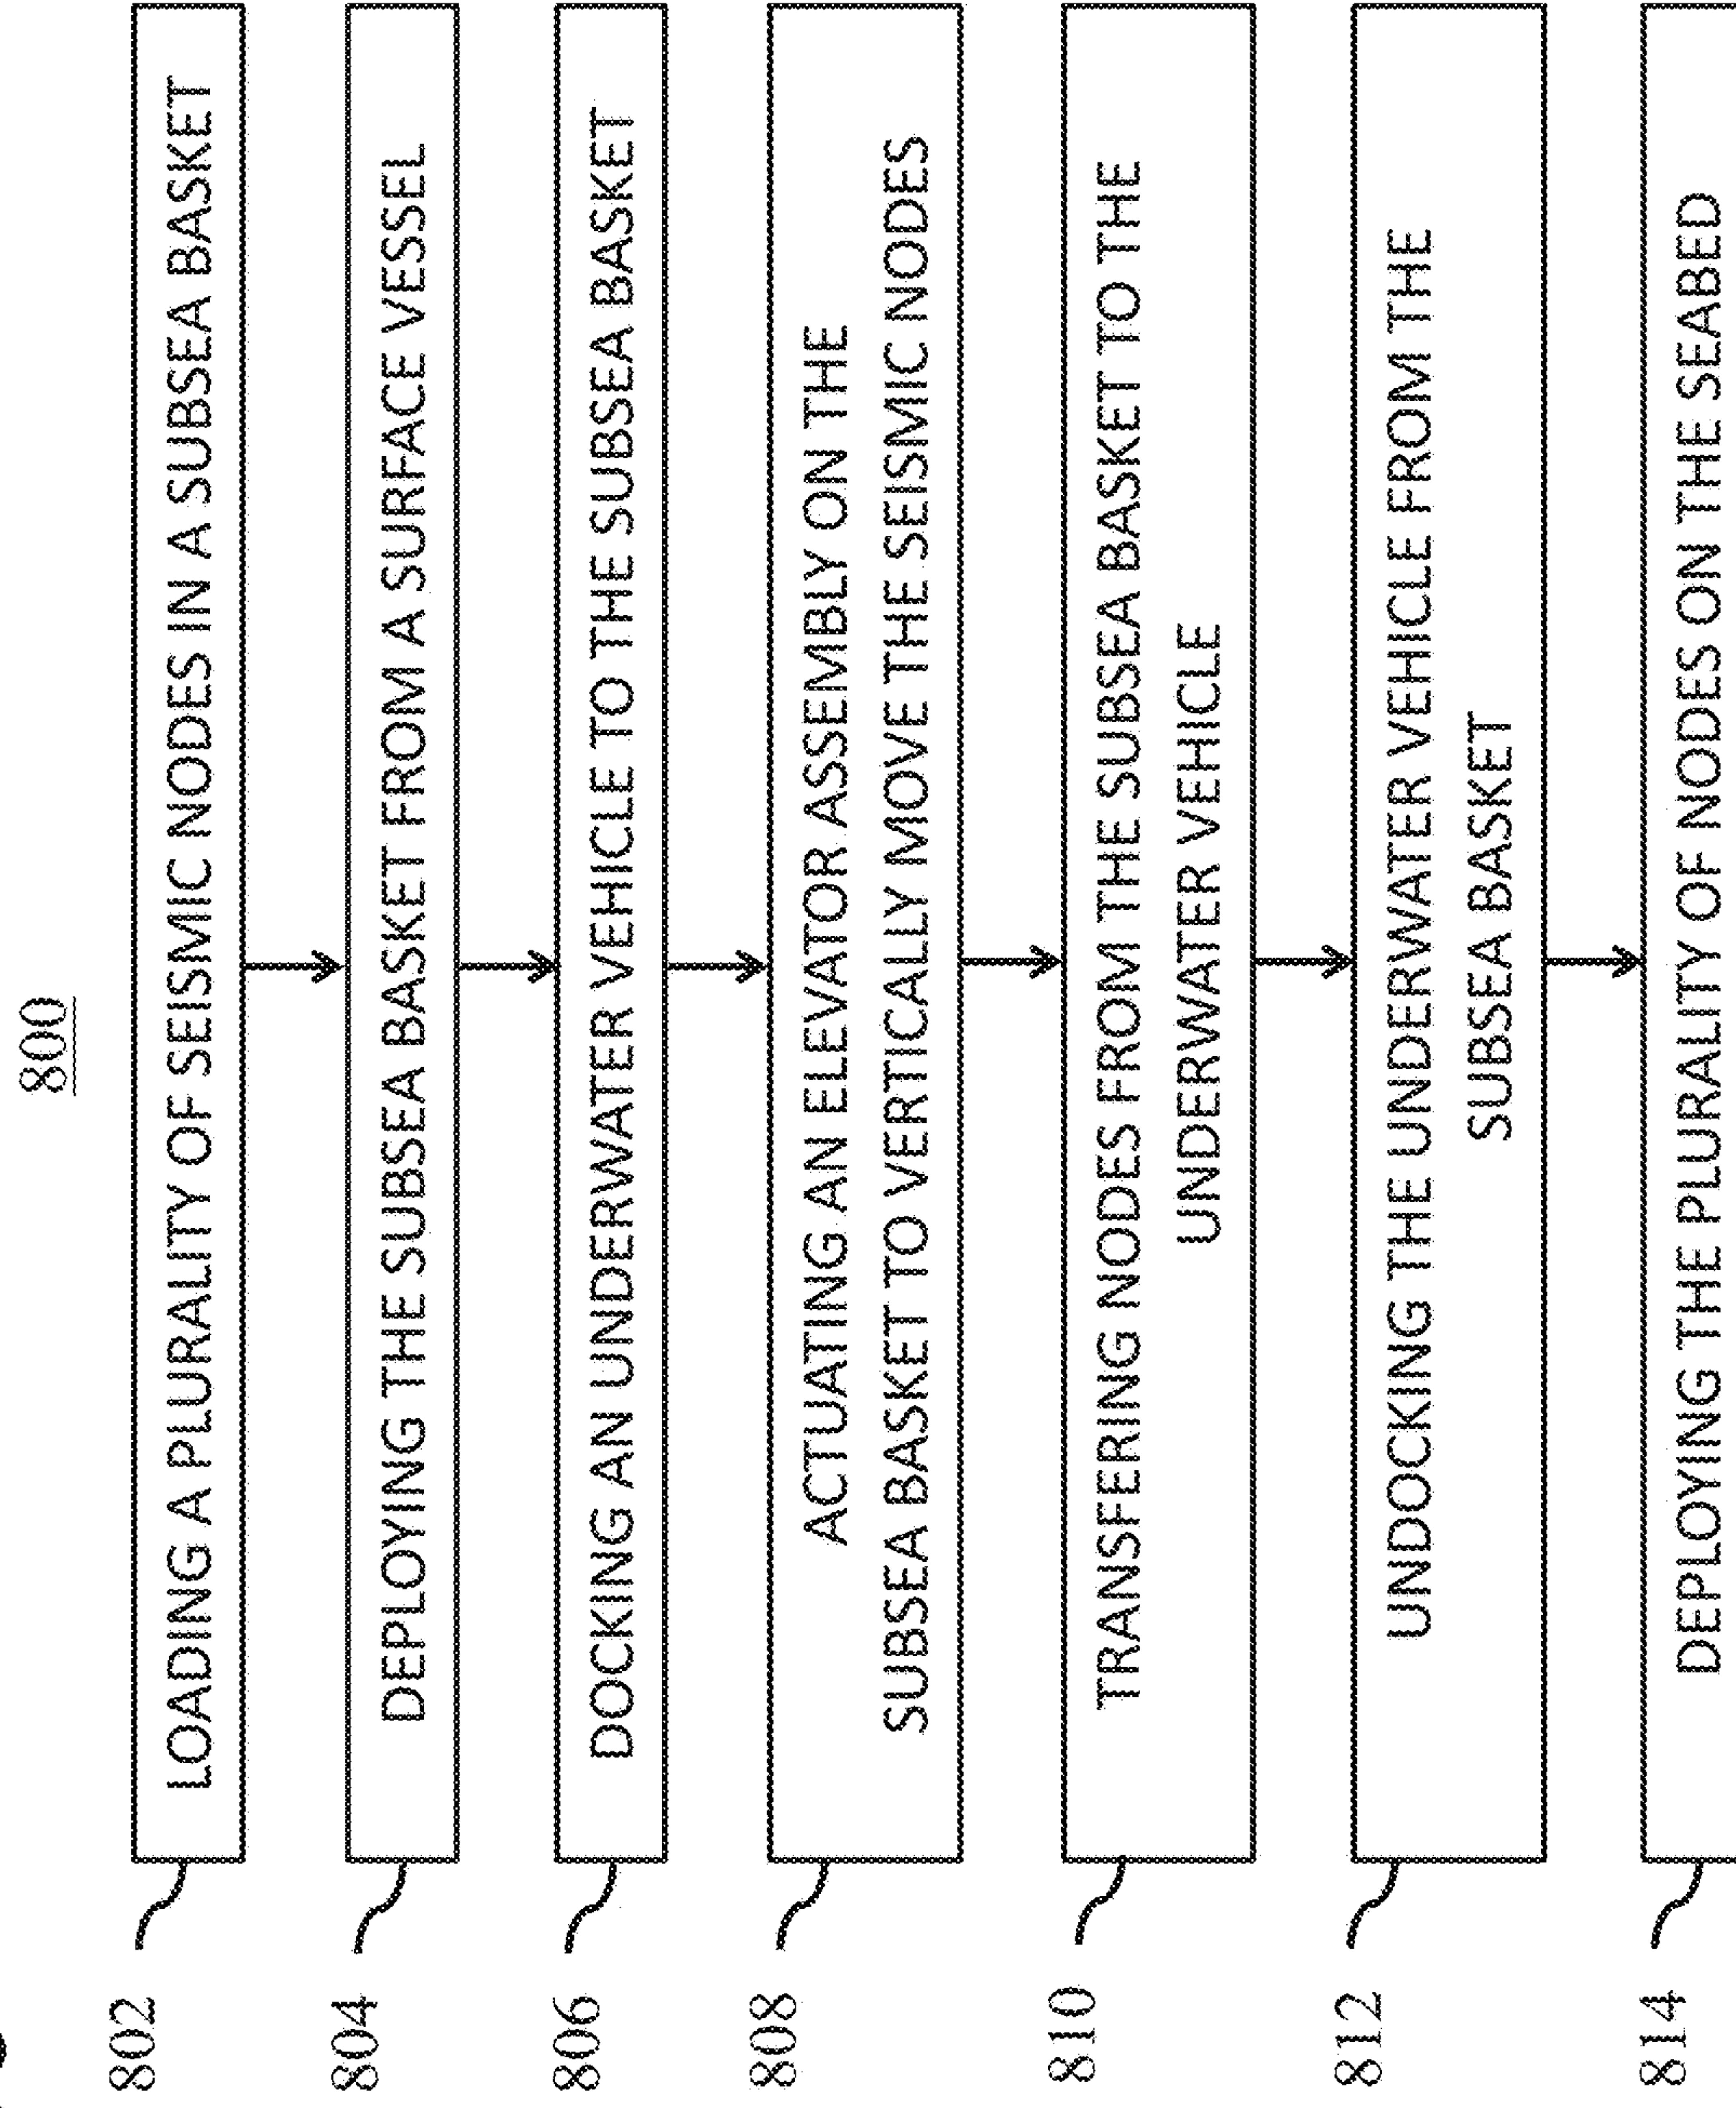 800
802
LOADING A PLURALITY OF SEISMIC NODES IN A SUBSEA BASKET
804
DEPLOYING THE SUBSEA BASKET FROM A SURFACE VESSEL
806
DOCKING AN UNDERWATER VEHICLE TO THE SUBSEA BASKET
808
ACTUATING AN ELEVATOR ASSEMBLY ON THE
SUBSEA BASKET TO VERTICALLY MOVE THE SEISMIC NODES
810
TRANSFERING NODES FROM THE SUBSEA BASKET TO THE
UNDERWATER VEHICLE
812
UNDOCKING THE UNDERWATER VEHICLE FROM THE
SUBSEA BASKET
814
DEPLOYING THE PLURALITY OF NODES ON THE SEABED